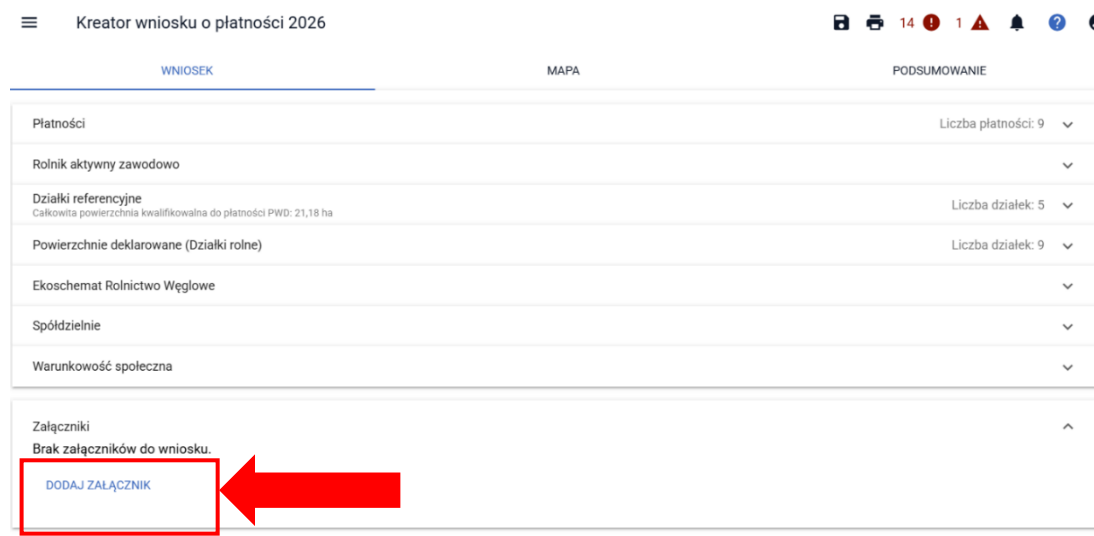 Kreator wniosku o płatności 2026 14 1
WNIOSEK MAPA PODSUMOWANIE
Płatności Liczba płatności: 9
Rolnik aktywny zawodowo
Działki referencyjne Liczba działek: 5
Całkowita powierzchnia kwalifikowalna do płatności PWD: 21,18 ha
Powierzchnie deklarowane (Działki rolne) Liczba działek: 9
Ekoschemat Rolnictwo Węglowe
Spółdzielnie
Warunkowość społeczna
Załączniki
Brak załączników do wniosku.
DODAJ ZAŁĄCZNIK